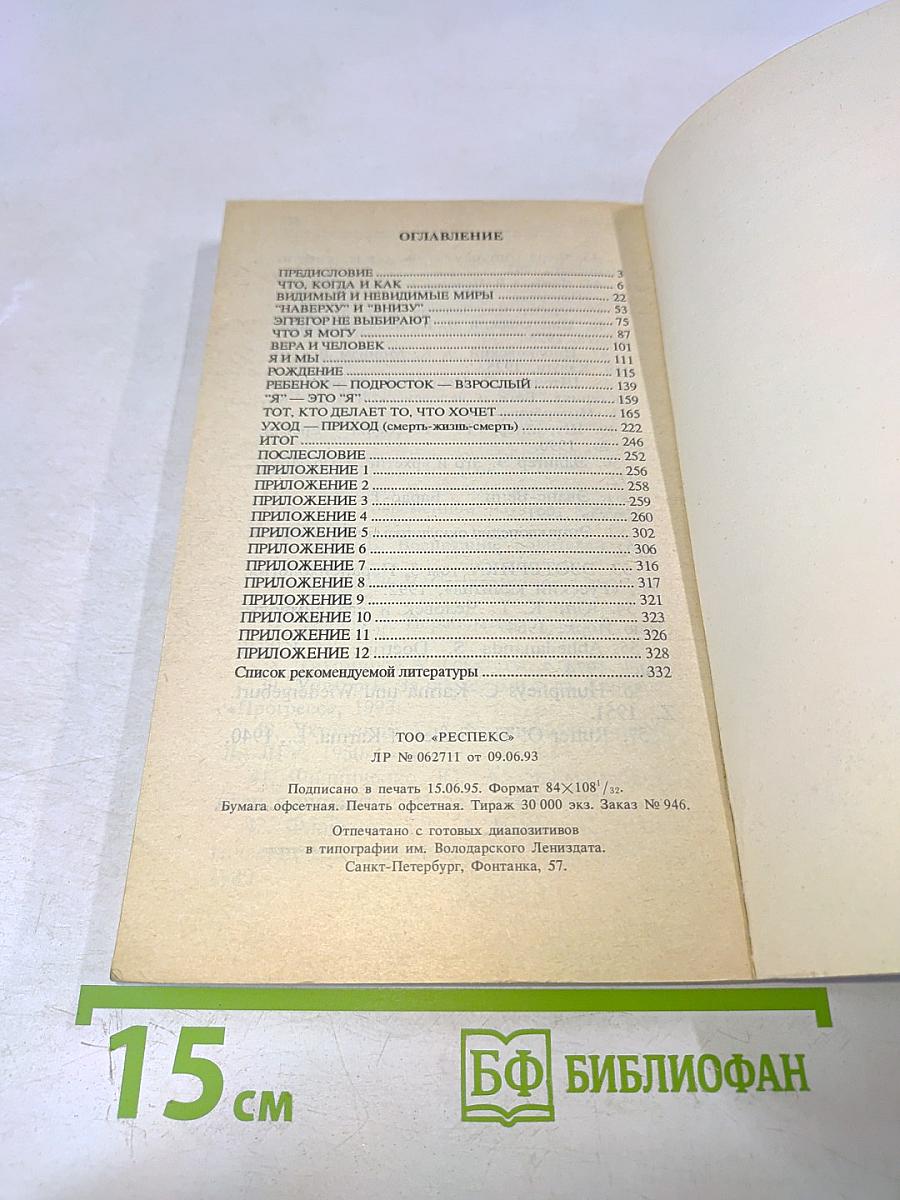 ОГЛАВЛЕНИЕ
ПРЕДИСЛОВИЕ ... 3
ЧТО, КОГДА И КАК ... 6
ВИДИМЫЙ И НЕВИДИМЫЕ МИРЫ ... 22
"НАВЕРХУ" И "ВНИЗУ" ... 53
ЭГРЕГОР НЕ ВЫБИРАЮТ ... 75
ЧТО Я МОГУ ... 87
ВЕРА И ЧЕЛОВЕК ... 101
Я И МЫ ... 111
РОЖДЕНИЕ ... 115
РЕБЕНОК — ПОДРОСТОК — ВЗРОСЛЫЙ ... 139
"Я" — ЭТО "Я" ... 159
ТОТ, КТО ДЕЛАЕТ ТО, ЧТО ХОЧЕТ ... 165
УХОД — ПРИХОД (смерть-жизнь-смерть) ... 222
ИТОГ ... 246
ПОСЛЕСЛОВИЕ ... 252
ПРИЛОЖЕНИЕ 1 ... 256
ПРИЛОЖЕНИЕ 2 ... 258
ПРИЛОЖЕНИЕ 3 ... 259
ПРИЛОЖЕНИЕ 4 ... 260
ПРИЛОЖЕНИЕ 5 ... 302
ПРИЛОЖЕНИЕ 6 ... 306
ПРИЛОЖЕНИЕ 7 ... 316
ПРИЛОЖЕНИЕ 8 ... 317
ПРИЛОЖЕНИЕ 9 ... 321
ПРИЛОЖЕНИЕ 10 ... 323
ПРИЛОЖЕНИЕ 11 ... 326
ПРИЛОЖЕНИЕ 12 ... 328
Список рекомендуемой литературы ... 332
ТОО «РЕСПЕКС»
ЛР № 062711 от 09.06.93
Подписано в печать 15.06.95. Формат 84×108¹/₃₂.
Бумага офсетная. Печать офсетная. Тираж 30 000 экз. Заказ № 946.
Отпечатано с готовых диапозитивов
в типографии им. Володарского Лениздата.
Санкт-Петербург, Фонтанка, 57.
15 см
БФ БИБЛИОФАН